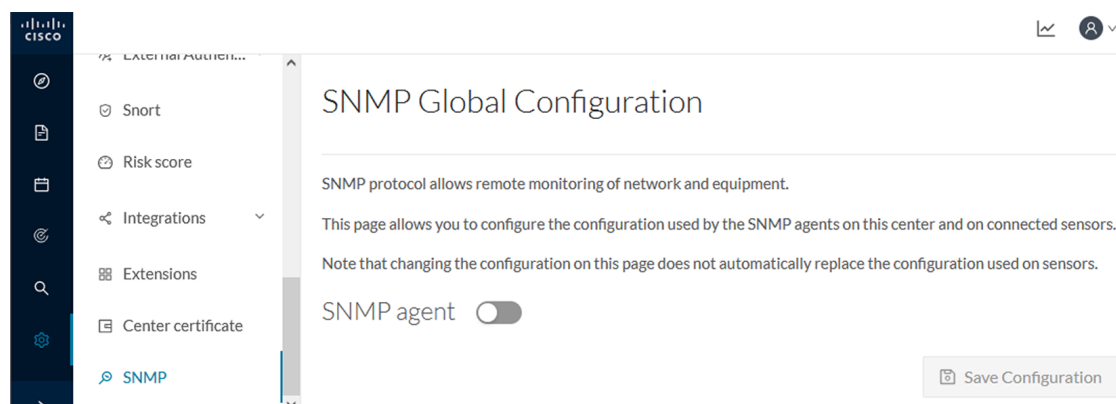 CISCO
External Authen...
Snort
Risk score
Integrations
Extensions
Center certificate
SNMP
SNMP Global Configuration
SNMP protocol allows remote monitoring of network and equipment.
This page allows you to configure the configuration used by the SNMP agents on this center and on connected sensors.
Note that changing the configuration on this page does not automatically replace the configuration used on sensors.
SNMP agent
Save Configuration